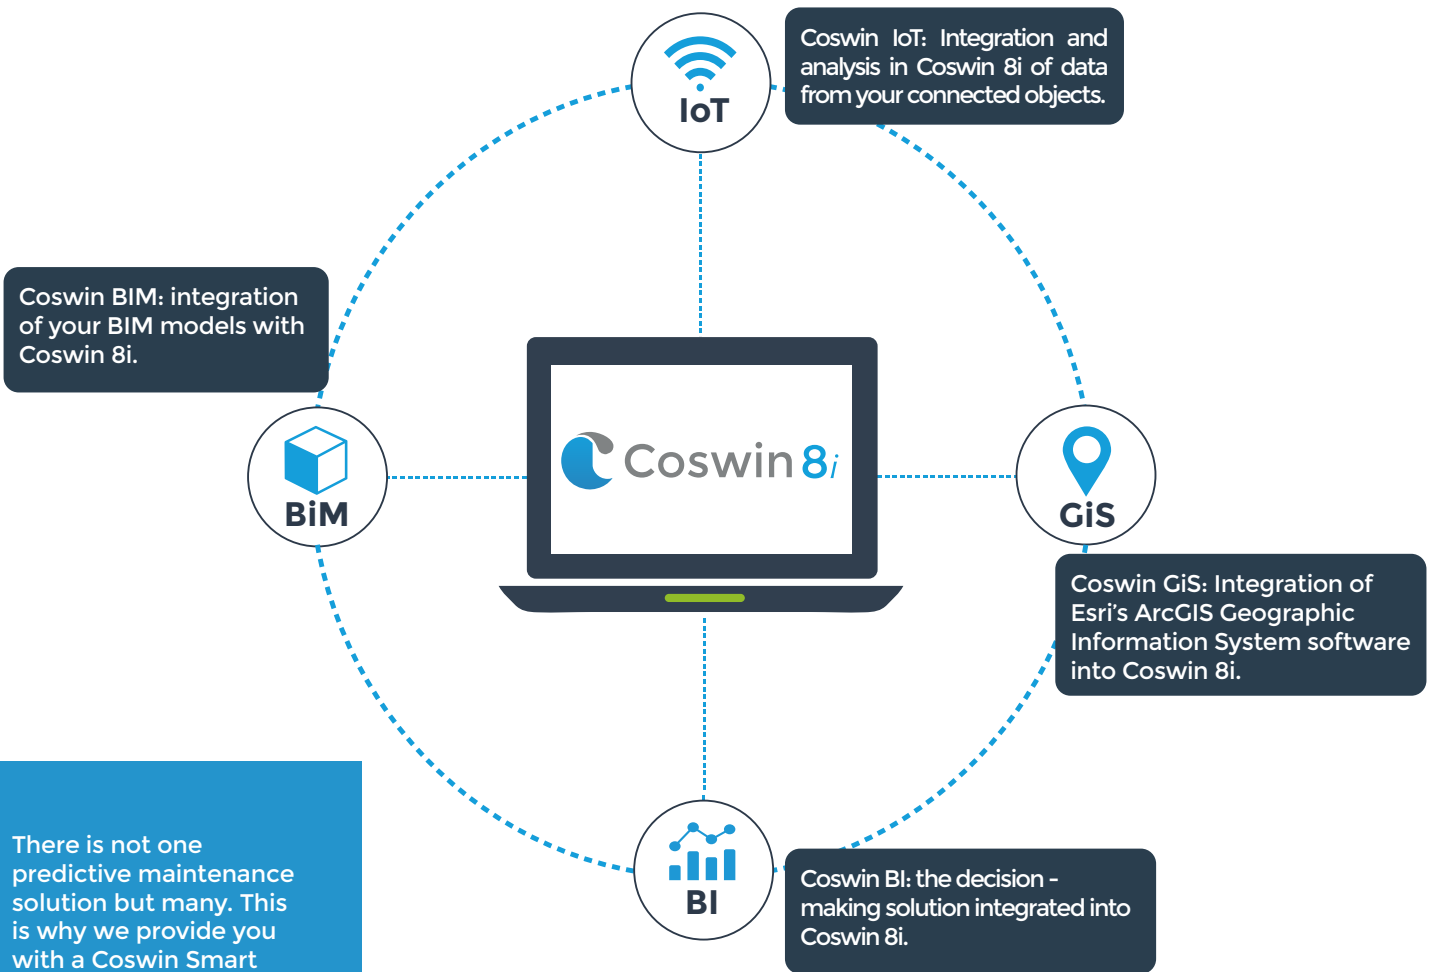 IoT
Coswin IoT: Integration and
analysis in Coswin 8i of data
from your connected objects.
Coswin BIM: integration
of your BIM models with
Coswin 8i.
BiM
Coswin 8i
GiS
Coswin GiS: Integration of
Esri’s ArcGIS Geographic
Information System software
into Coswin 8i.
BI
Coswin BI: the decision -
making solution integrated into
Coswin 8i.
There is not one
predictive maintenance
solution but many. This
is why we provide you
with a Coswin Smart